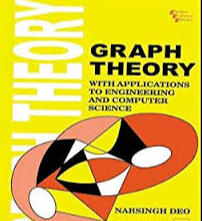 GRAPH THEORY
WITH APPLICATIONS
TO ENGINEERING
AND COMPUTER
SCIENCE
NARSINGH DEO